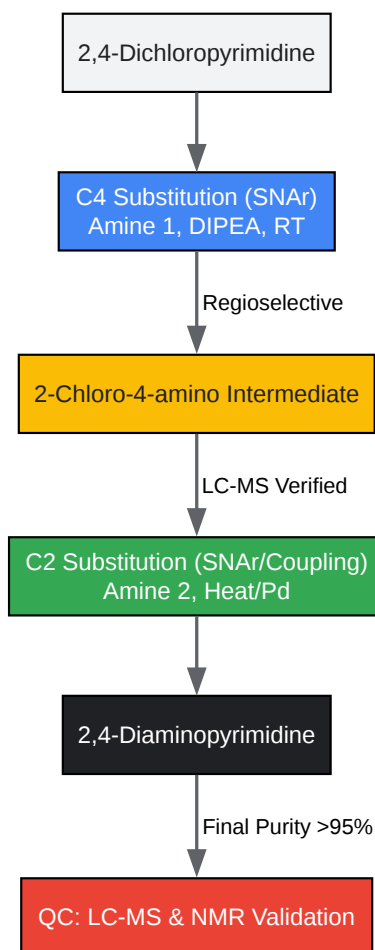 2,4-Dichloropyrimidine
C4 Substitution (SNAr)
Amine 1, DIPEA, RT
Regioselective
2-Chloro-4-amino Intermediate
LC-MS Verified
C2 Substitution (SNAr/Coupling)
Amine 2, Heat/Pd
2,4-Diaminopyrimidine
Final Purity >95%
QC: LC-MS & NMR Validation